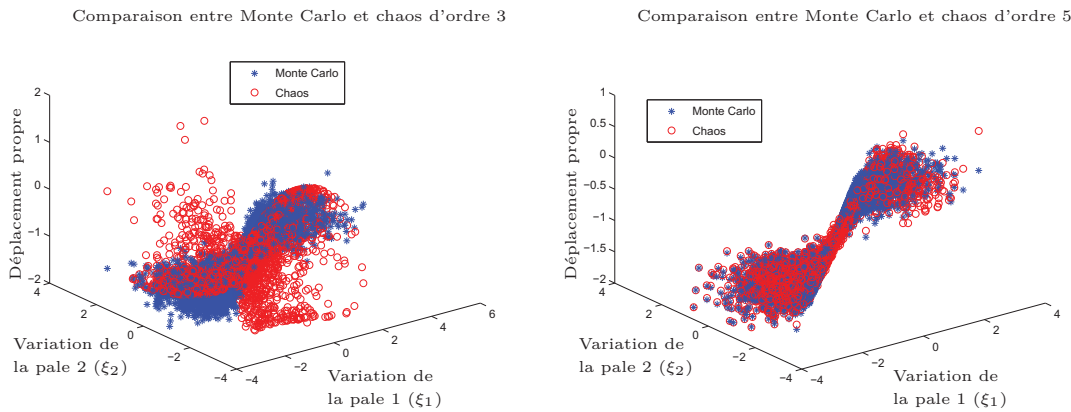 Comparaison entre Monte Carlo et chaos d'ordre 3
Monte Carlo
Chaos
Déplacement propre
2
1
0
−1
−2
4
2
0
−2
−4
−4
−2
0
2
4
6
Variation de
la pale 2 (ξ2)
Variation de
la pale 1 (ξ1)
Comparaison entre Monte Carlo et chaos d'ordre 5
Monte Carlo
Chaos
Déplacement propre
1
0.5
0
−0.5
−1
−1.5
−2
4
2
0
−2
−4
−4
−2
0
2
4
Variation de
la pale 2 (ξ2)
Variation de
la pale 1 (ξ1)